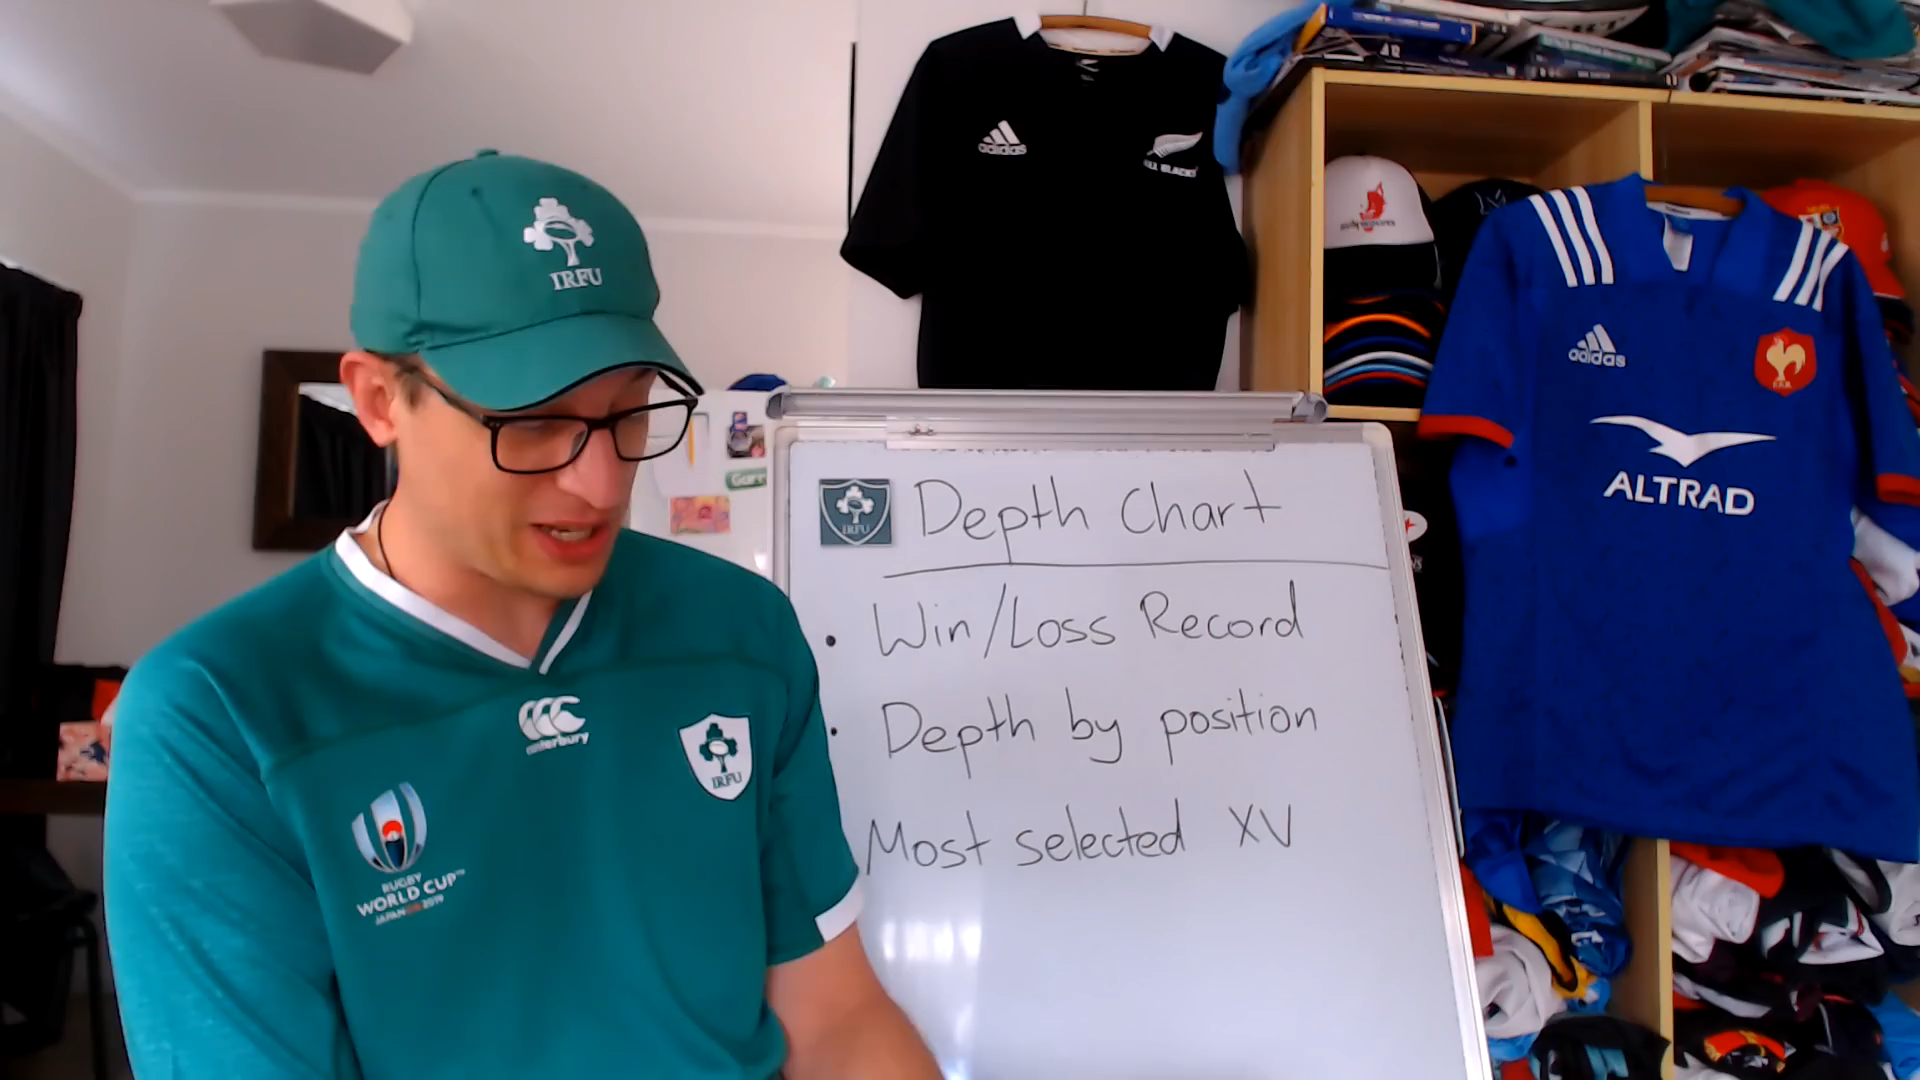 adidas
ALL BLACKS
IRFU
adidas
F.F.R.
ALTRAD
IRFU
Depth Chart
• Win/Loss Record
• Depth by position
Most selected XV
canterbury
IRFU
RUGBY
WORLD CUP™
JAPAN 2019